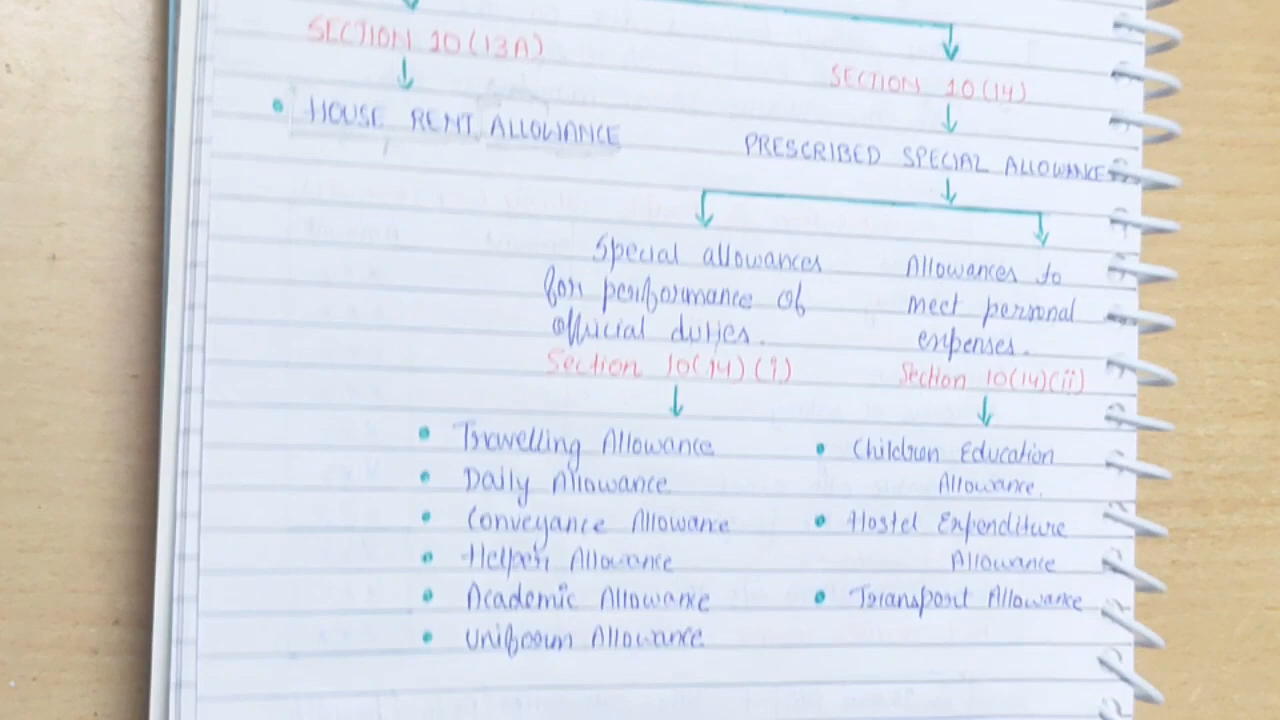 SECTION 10(13A)
SECTION 10(14)
• HOUSE RENT ALLOWANCE
PRESCRIBED SPECIAL ALLOWANCES
Special allowances
for performance of
official duties.
Section 10(14)(i)
Allowances to
meet personal
expenses.
Section 10(14)(ii)
• Travelling Allowance
• Daily Allowance
• Conveyance Allowance
• Helper Allowance
• Academic Allowance
• Uniform Allowance
• Children Education
Allowance.
• Hostel Expenditure
Allowance
• Transport Allowance